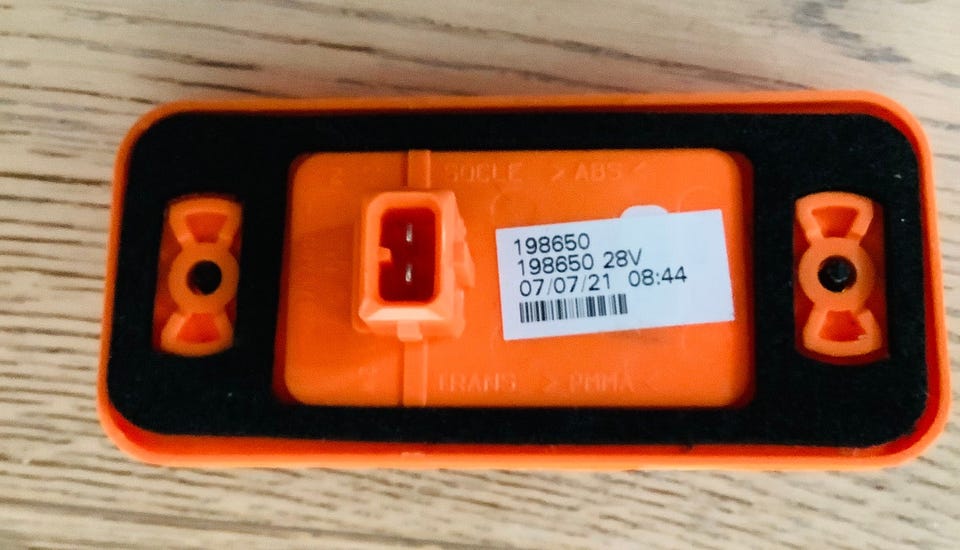 SOCLE >ABS<
198650
198650 28V
07/07/21 08:44
TRANS >PMMA<